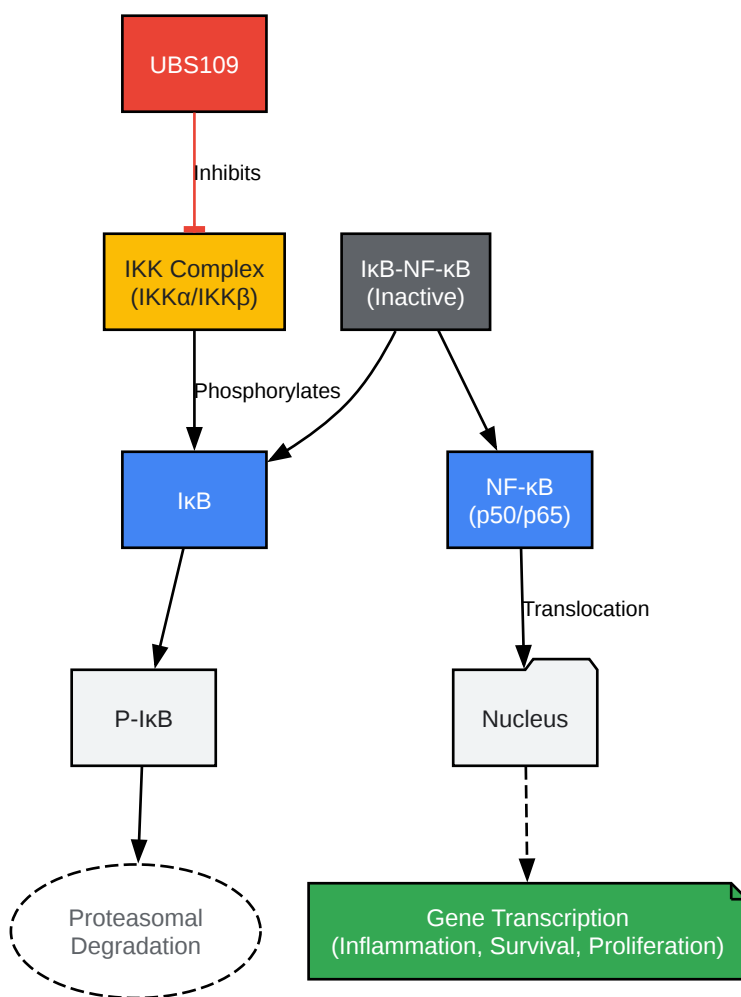 UBS109
Inhibits
IKK Complex
(IKKα/IKKβ)
IκB-NF-κB
(Inactive)
Phosphorylates
IκB
NF-κB
(p50/p65)
Translocation
P-IκB
Nucleus
Proteasomal
Degradation
Gene Transcription
(Inflammation, Survival, Proliferation)